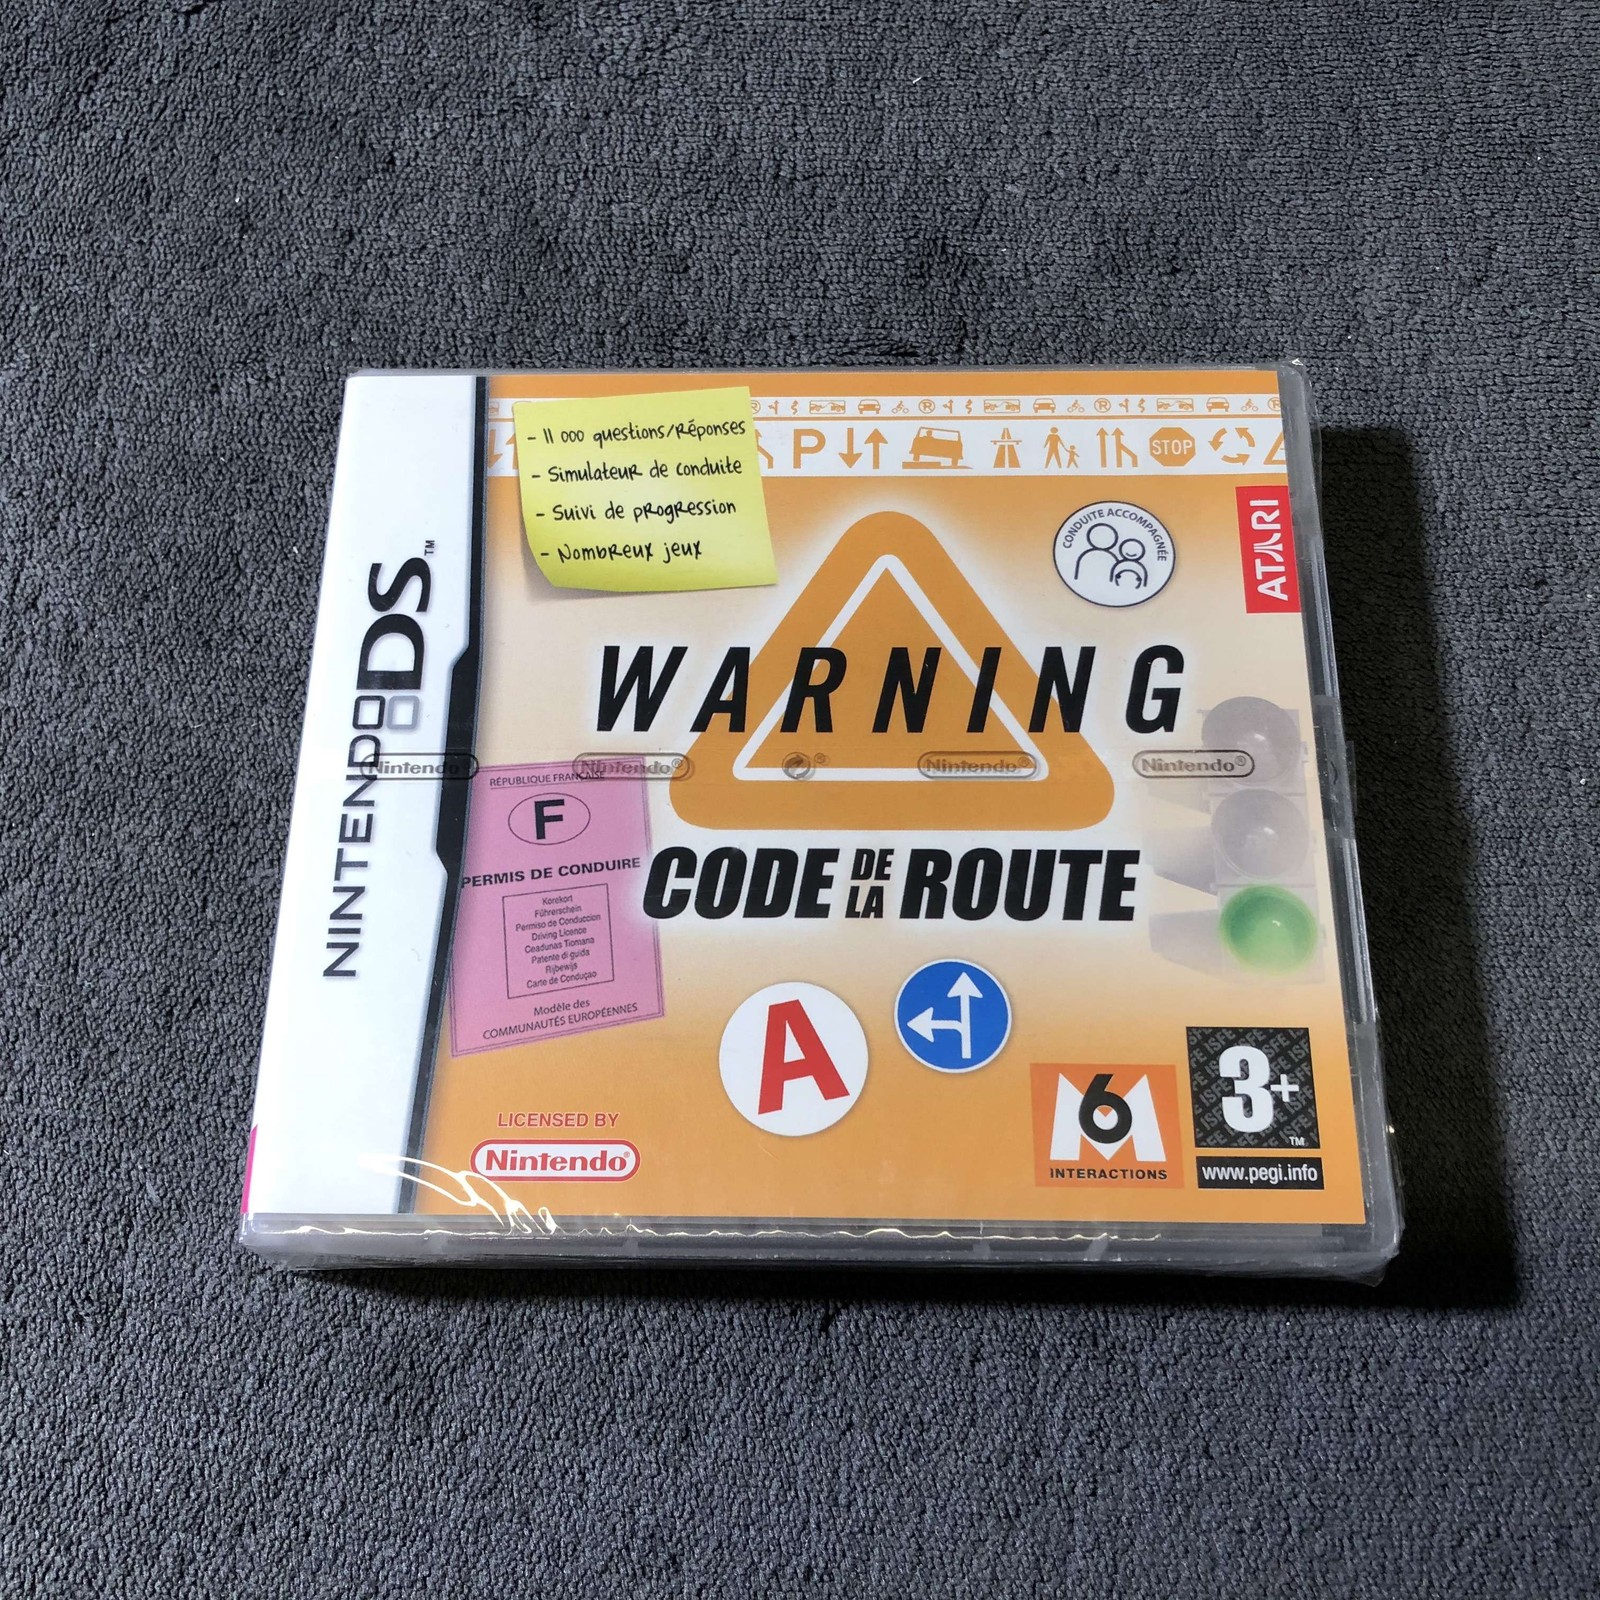 NINTENDODS™
- 11 000 questions/Réponses
- Simulateur de conduite
- Suivi de progression
- Nombreux jeux
P
STOP
CONDUITE ACCOMPAGNÉE
ATARI
WARNING
Nintendo® Nintendo® Nintendo® Nintendo®
RÉPUBLIQUE FRANÇAISE
F
PERMIS DE CONDUIRE
Korekort
Führerschein
Permiso de Conduccion
Driving Licence
Ceadunas Tiomana
Patente di guida
Rijbewijs
Carte de Condução
Modèle des
COMMUNAUTÉS EUROPÉENNES
CODE DE LA ROUTE
A
LICENSED BY
Nintendo®
M6
INTERACTIONS
3+
™
www.pegi.info